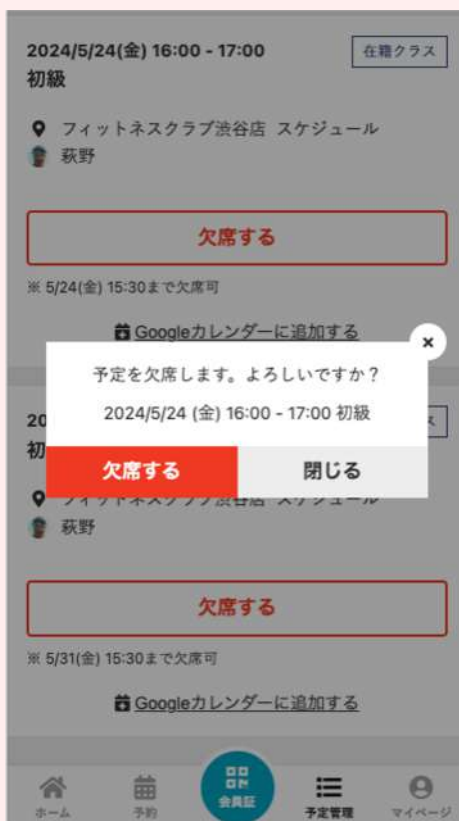 2024/5/24(金) 16:00 - 17:00
在籍クラス
初級
フィットネスクラブ渋谷店 スケジュール
萩野
欠席する
※ 5/24(金) 15:30まで欠席可
Googleカレンダーに追加する
×
予定を欠席します。よろしいですか？
2024/5/24 (金) 16:00 - 17:00 初級
欠席する
閉じる
20
初
フィットネスクラブ渋谷店 スケジュール
萩野
欠席する
※ 5/31(金) 15:30まで欠席可
Googleカレンダーに追加する
ホーム
予約
会員証
予定管理
マイページ